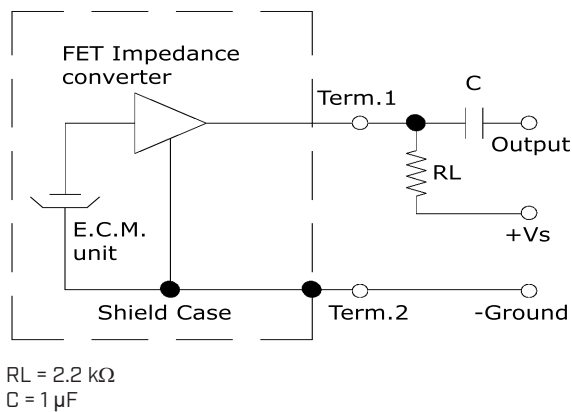 FET Impedance
converter
Term.1
C
Output
RL
+Vs
E.C.M.
unit
Shield Case
Term.2
-Ground
RL = 2.2 kΩ
C = 1 µF